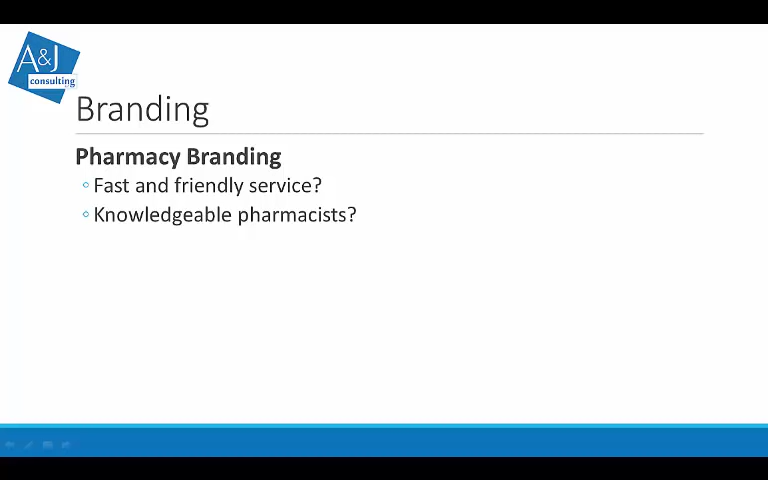 A&J
consulting
Branding
Pharmacy Branding
Fast and friendly service?
Knowledgeable pharmacists?